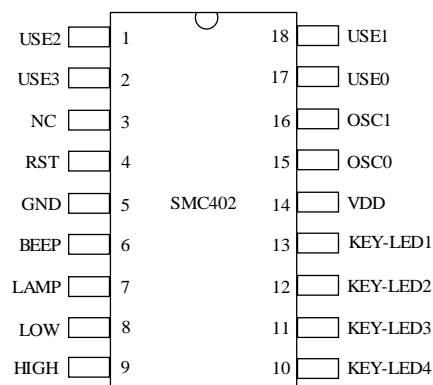 USE2 1 18 USE1
USE3 2 17 USE0
NC 3 16 OSC1
RST 4 15 OSC0
GND 5 SMC402 14 VDD
BEEP 6 13 KEY-LED1
LAMP 7 12 KEY-LED2
LOW 8 11 KEY-LED3
HIGH 9 10 KEY-LED4